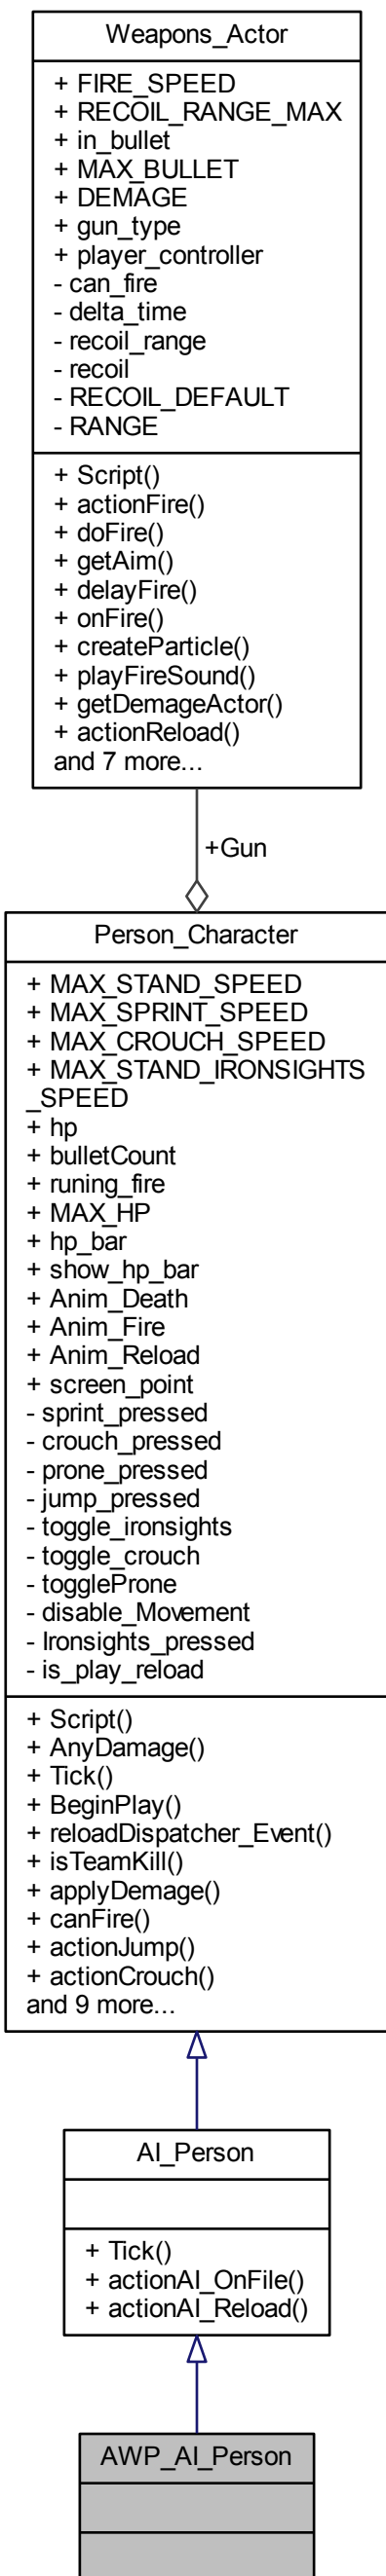 Weapons_Actor
+ FIRE_SPEED
+ RECOIL_RANGE_MAX
+ in_bullet
+ MAX_BULLET
+ DEMAGE
+ gun_type
+ player_controller
- can_fire
- delta_time
- recoil_range
- recoil
- RECOIL_DEFAULT
- RANGE
+ Script()
+ actionFire()
+ doFire()
+ getAim()
+ delayFire()
+ onFire()
+ createParticle()
+ playFireSound()
+ getDemageActor()
+ actionReload()
and 7 more...
+Gun
Person_Character
+ MAX_STAND_SPEED
+ MAX_SPRINT_SPEED
+ MAX_CROUCH_SPEED
+ MAX_STAND_IRONSIGHTS
_SPEED
+ hp
+ bulletCount
+ runing_fire
+ MAX_HP
+ hp_bar
+ show_hp_bar
+ Anim_Death
+ Anim_Fire
+ Anim_Reload
+ screen_point
- sprint_pressed
- crouch_pressed
- prone_pressed
- jump_pressed
- toggle_ironsights
- toggle_crouch
- toggleProne
- disable_Movement
- Ironsights_pressed
- is_play_reload
+ Script()
+ AnyDamage()
+ Tick()
+ BeginPlay()
+ reloadDispatcher_Event()
+ isTeamKill()
+ applyDemage()
+ canFire()
+ actionJump()
+ actionCrouch()
and 9 more...
AI_Person
+ Tick()
+ actionAI_OnFile()
+ actionAI_Reload()
AWP_AI_Person